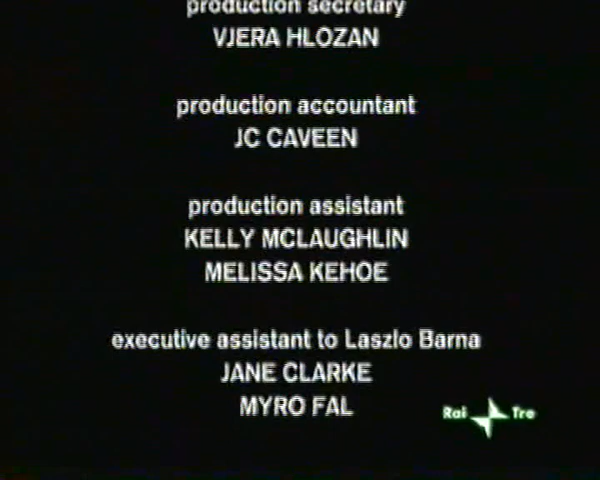 production secretary
VJERA HLOZAN
production accountant
JC CAVEEN
production assistant
KELLY MCLAUGHLIN
MELISSA KEHOE
executive assistant to Laszlo Barna
JANE CLARKE
MYRO FAL
Rai Tre